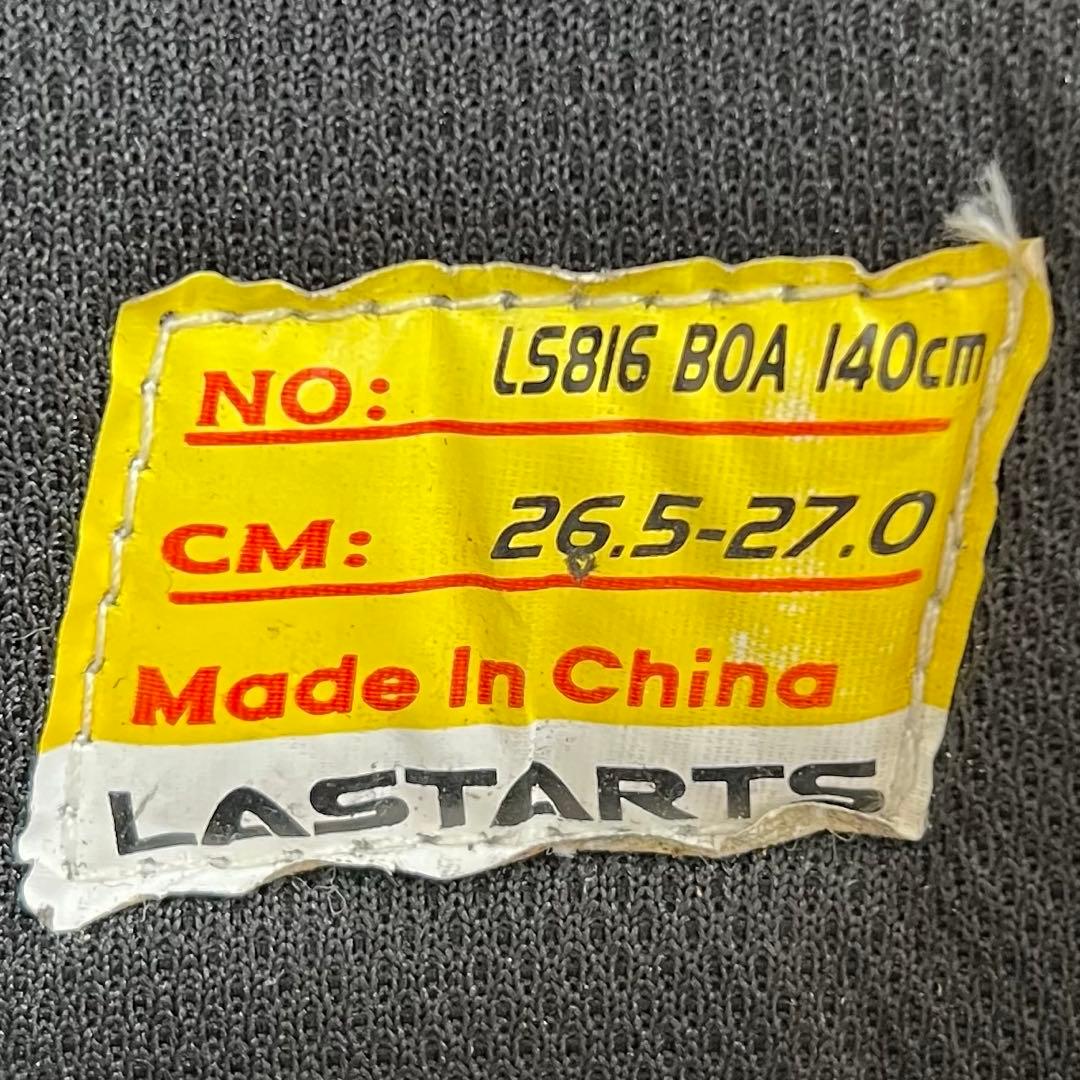 NO: LS816 BOA 140cm
CM: 26.5-27.0
Made In China
LASTARTS